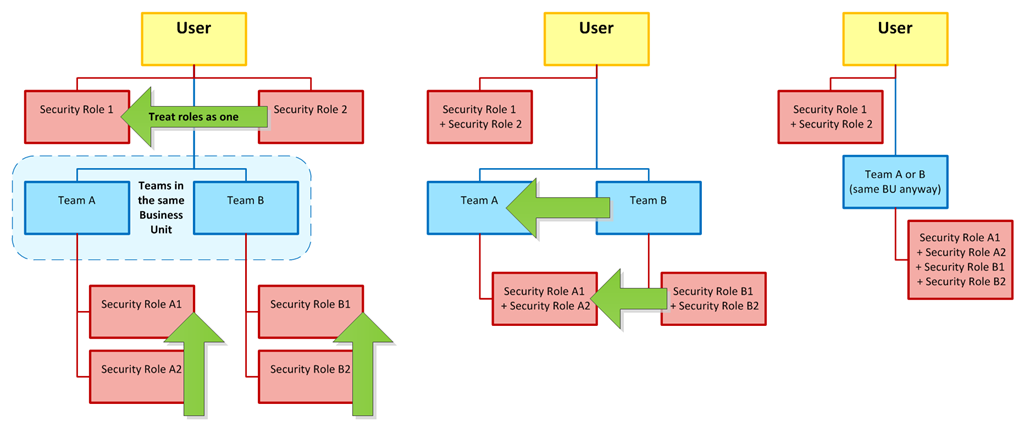 User
Security Role 1
Treat roles as one
Security Role 2
Team A
Teams in
the same
Business
Unit
Team B
Security Role A1
Security Role A2
Security Role B1
Security Role B2
User
Security Role 1
+ Security Role 2
Team A
Team B
Security Role A1
+ Security Role A2
Security Role B1
+ Security Role B2
User
Security Role 1
+ Security Role 2
Team A or B
(same BU anyway)
Security Role A1
+ Security Role A2
+ Security Role B1
+ Security Role B2